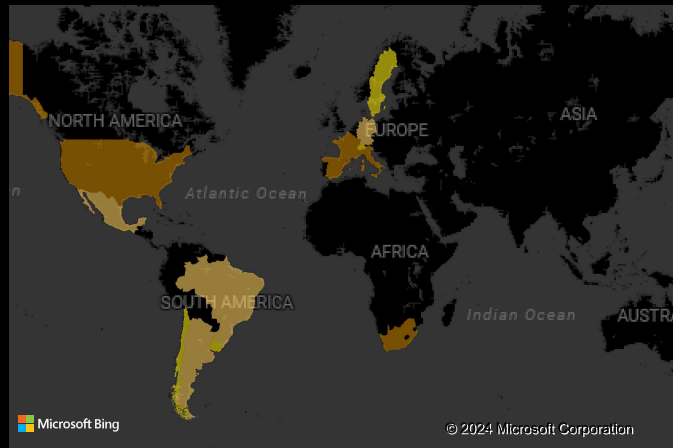 NORTH AMERICA
EUROPE
ASIA
n
Atlantic Ocean
AFRICA
SOUTH AMERICA
Indian Ocean
AUSTRA
Microsoft Bing
© 2024 Microsoft Corporation